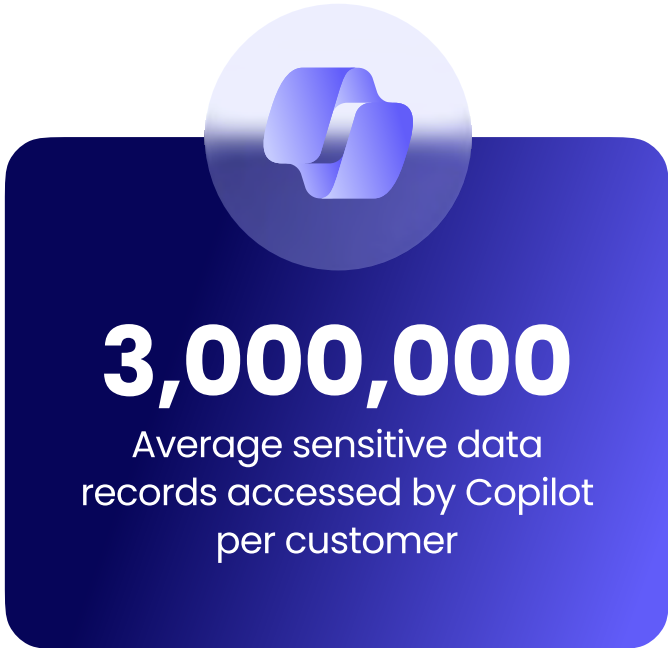 3,000,000
Average sensitive data
records accessed by Copilot
per customer